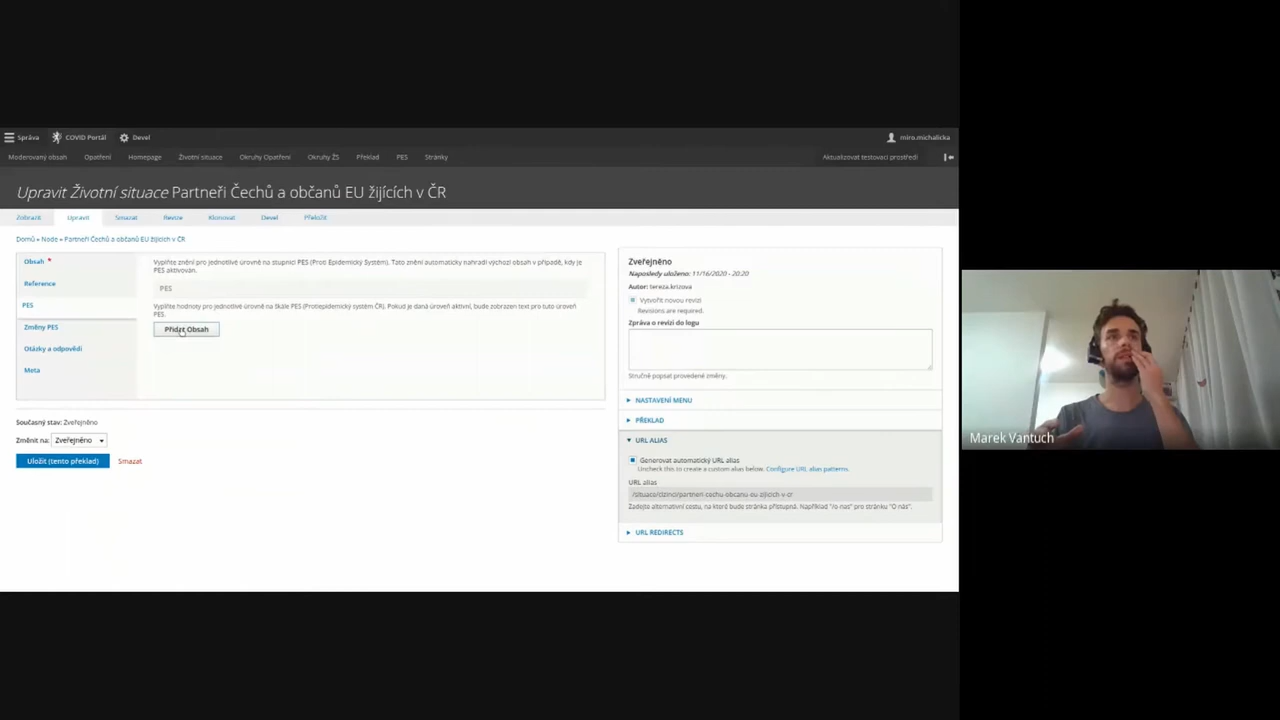 Správa COVID Portál Devel miro.michalicka
Moderovaný obsah Opatření Homepage Životní situace Okruhy Opatření Okruhy ŽS Překlad PES Stránky Aktualizovat testovací prostředí
Upravit Životní situace Partneři Čechů a občanů EU žijících v ČR
Zobrazit Upravit Smazat Revize Klonovat Devel Přeložit
Domů » Node » Partneři Čechů a občanů EU žijících v ČR
Obsah *
Reference
PES
Změny PES
Otázky a odpovědi
Meta
Vyplňte znění pro jednotlivé úrovně na stupnici PES (Proti Epidemický Systém). Tato znění automaticky nahradí výchozí obsah v případě, kdy je
PES aktivován.
PES
Vyplňte hodnoty pro jednotlivé úrovně na škále PES (Protiepidemický systém ČR). Pokud je daná úroveň aktivní, bude zobrazen text pro tuto úroveň
PES.
Přidat Obsah
Současný stav: Zveřejněno
Změnit na: Zveřejněno
Uložit (tento překlad) Smazat
Zveřejněno
Naposledy uloženo: 11/16/2020 - 20:20
Autor: tereza.krizova
Vytvořit novou revizi
Revisions are required.
Zpráva o revizi do logu
Stručně popsat provedené změny.
NASTAVENÍ MENU
PŘEKLAD
URL ALIAS
Generovat automatický URL alias
Uncheck this to create a custom alias below. Configure URL alias patterns.
URL alias
/situace/cizinci/partneri-cechu-obcanu-eu-zijicich-v-cr
Zadejte alternativní cestu, na které bude stránka přístupná. Například "/o nas" pro stránku "O nás".
URL REDIRECTS
Marek Vantuch